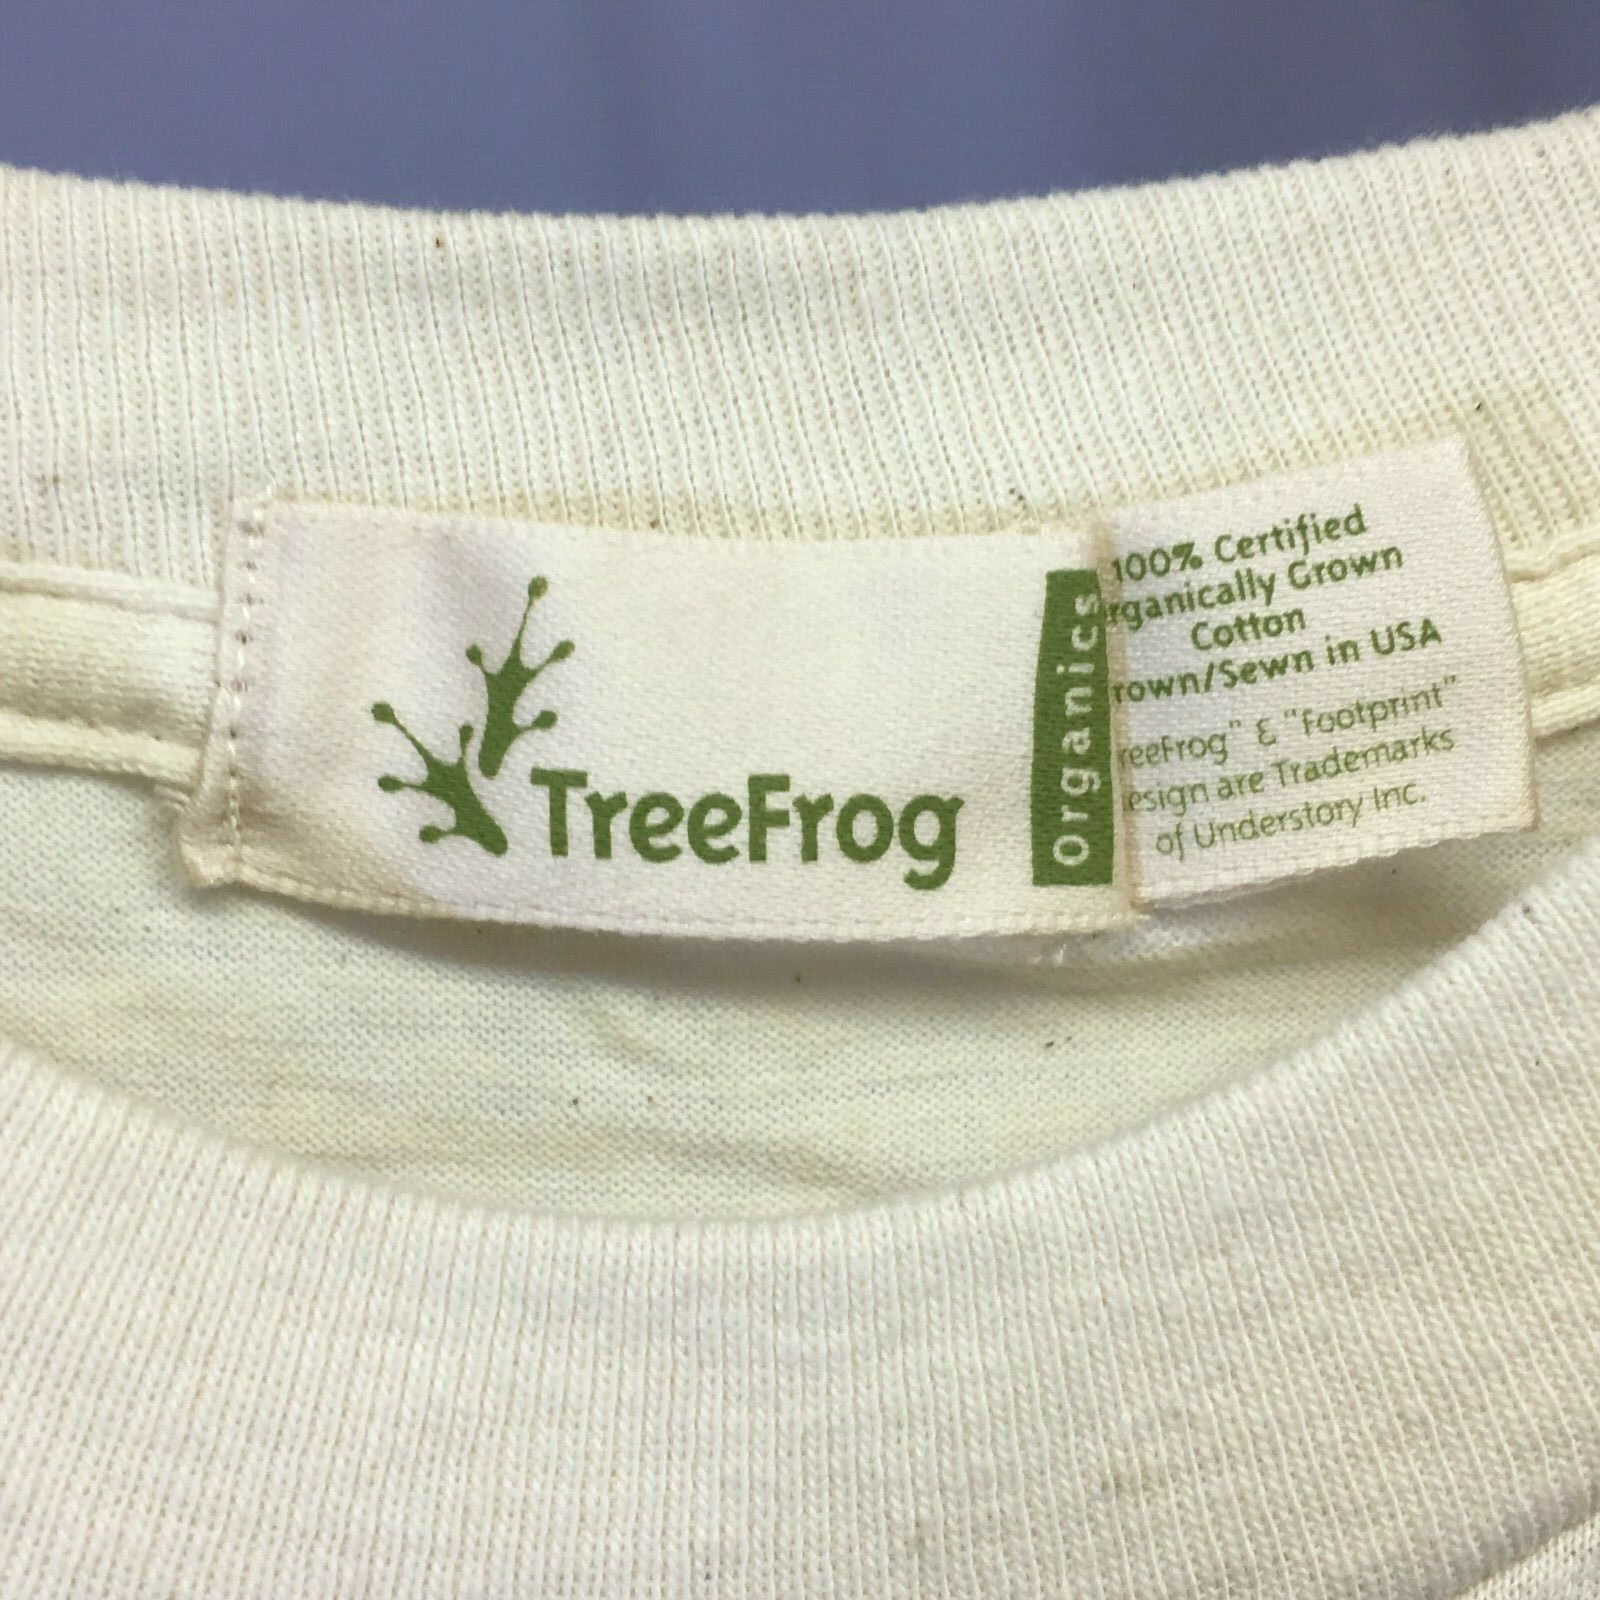 TreeFrog
Organics
100% Certified
rganically Grown
Cotton
rown/Sewn in USA
reeFrog" & "Footprint"
esign are Trademarks
of Understory Inc.